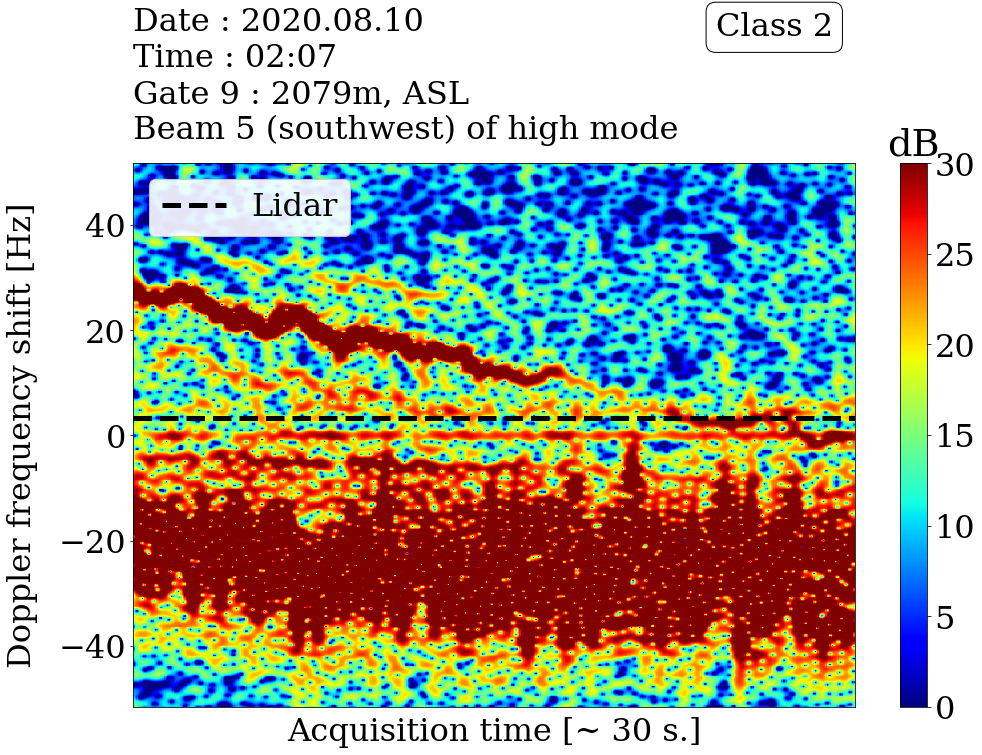 Date : 2020.08.10
Time : 02:07
Gate 9 : 2079m, ASL
Beam 5 (southwest) of high mode
Class 2
dB
Lidar
Doppler frequency shift [Hz]
40
20
0
−20
−40
30
25
20
15
10
5
0
Acquisition time [~ 30 s.]